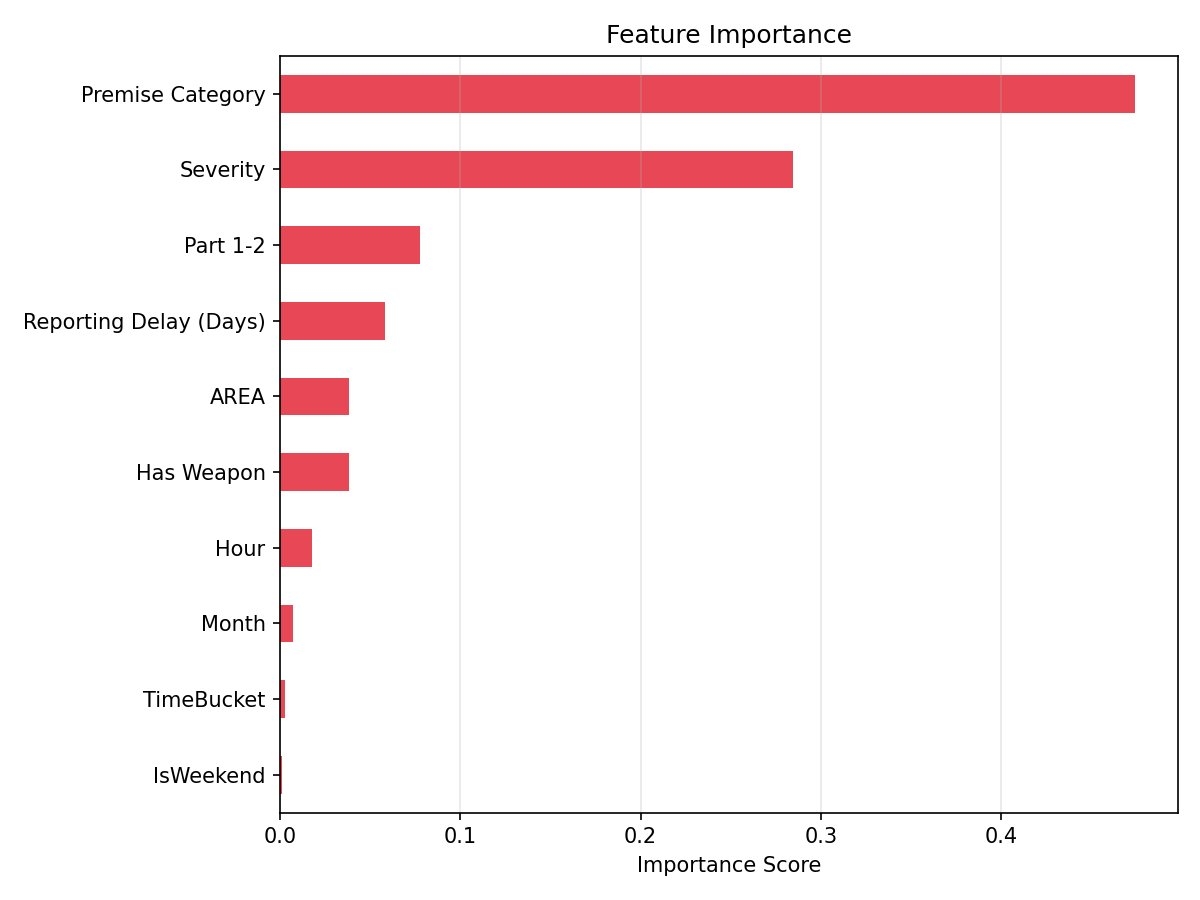 Feature Importance
Premise Category
Severity
Part 1-2
Reporting Delay (Days)
AREA
Has Weapon
Hour
Month
TimeBucket
IsWeekend
0.0 0.1 0.2 0.3 0.4
Importance Score